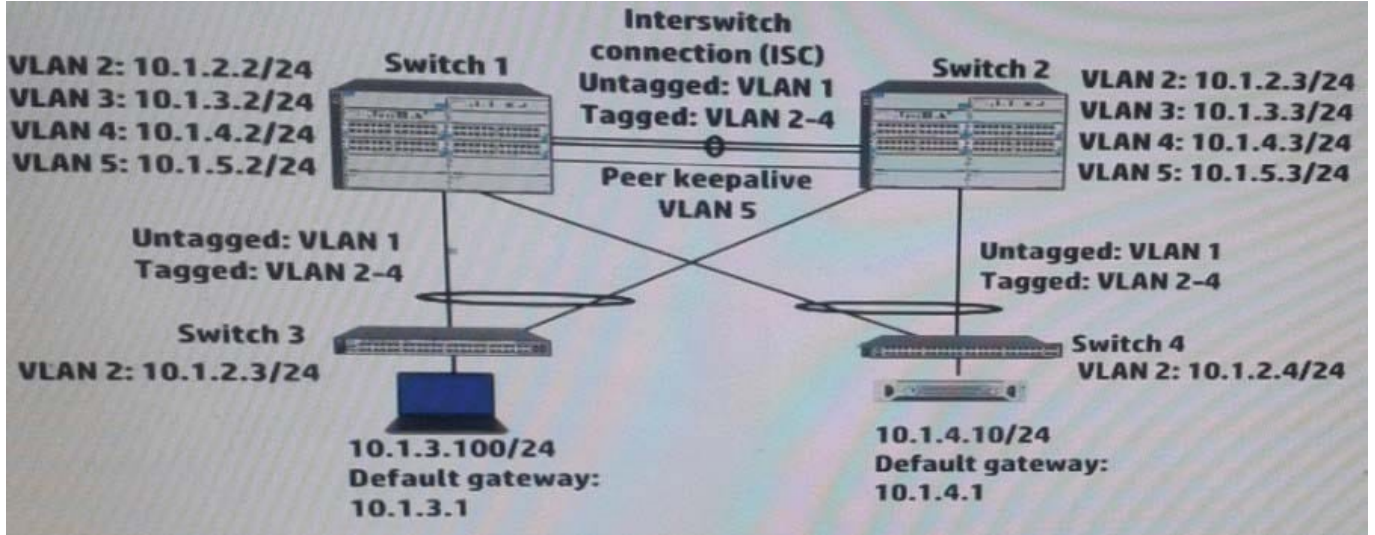 Interswitch
connection (ISC)
Untagged: VLAN 1
Tagged: VLAN 2-4
Switch 1
VLAN 2: 10.1.2.2/24
VLAN 3: 10.1.3.2/24
VLAN 4: 10.1.4.2/24
VLAN 5: 10.1.5.2/24
Switch 2
VLAN 2: 10.1.2.3/24
VLAN 3: 10.1.3.3/24
VLAN 4: 10.1.4.3/24
VLAN 5: 10.1.5.3/24
Peer keepalive
VLAN 5
Untagged: VLAN 1
Tagged: VLAN 2-4
Untagged: VLAN 1
Tagged: VLAN 2-4
Switch 3
VLAN 2: 10.1.2.3/24
Switch 4
VLAN 2: 10.1.2.4/24
10.1.3.100/24
Default gateway:
10.1.3.1
10.1.4.10/24
Default gateway:
10.1.4.1